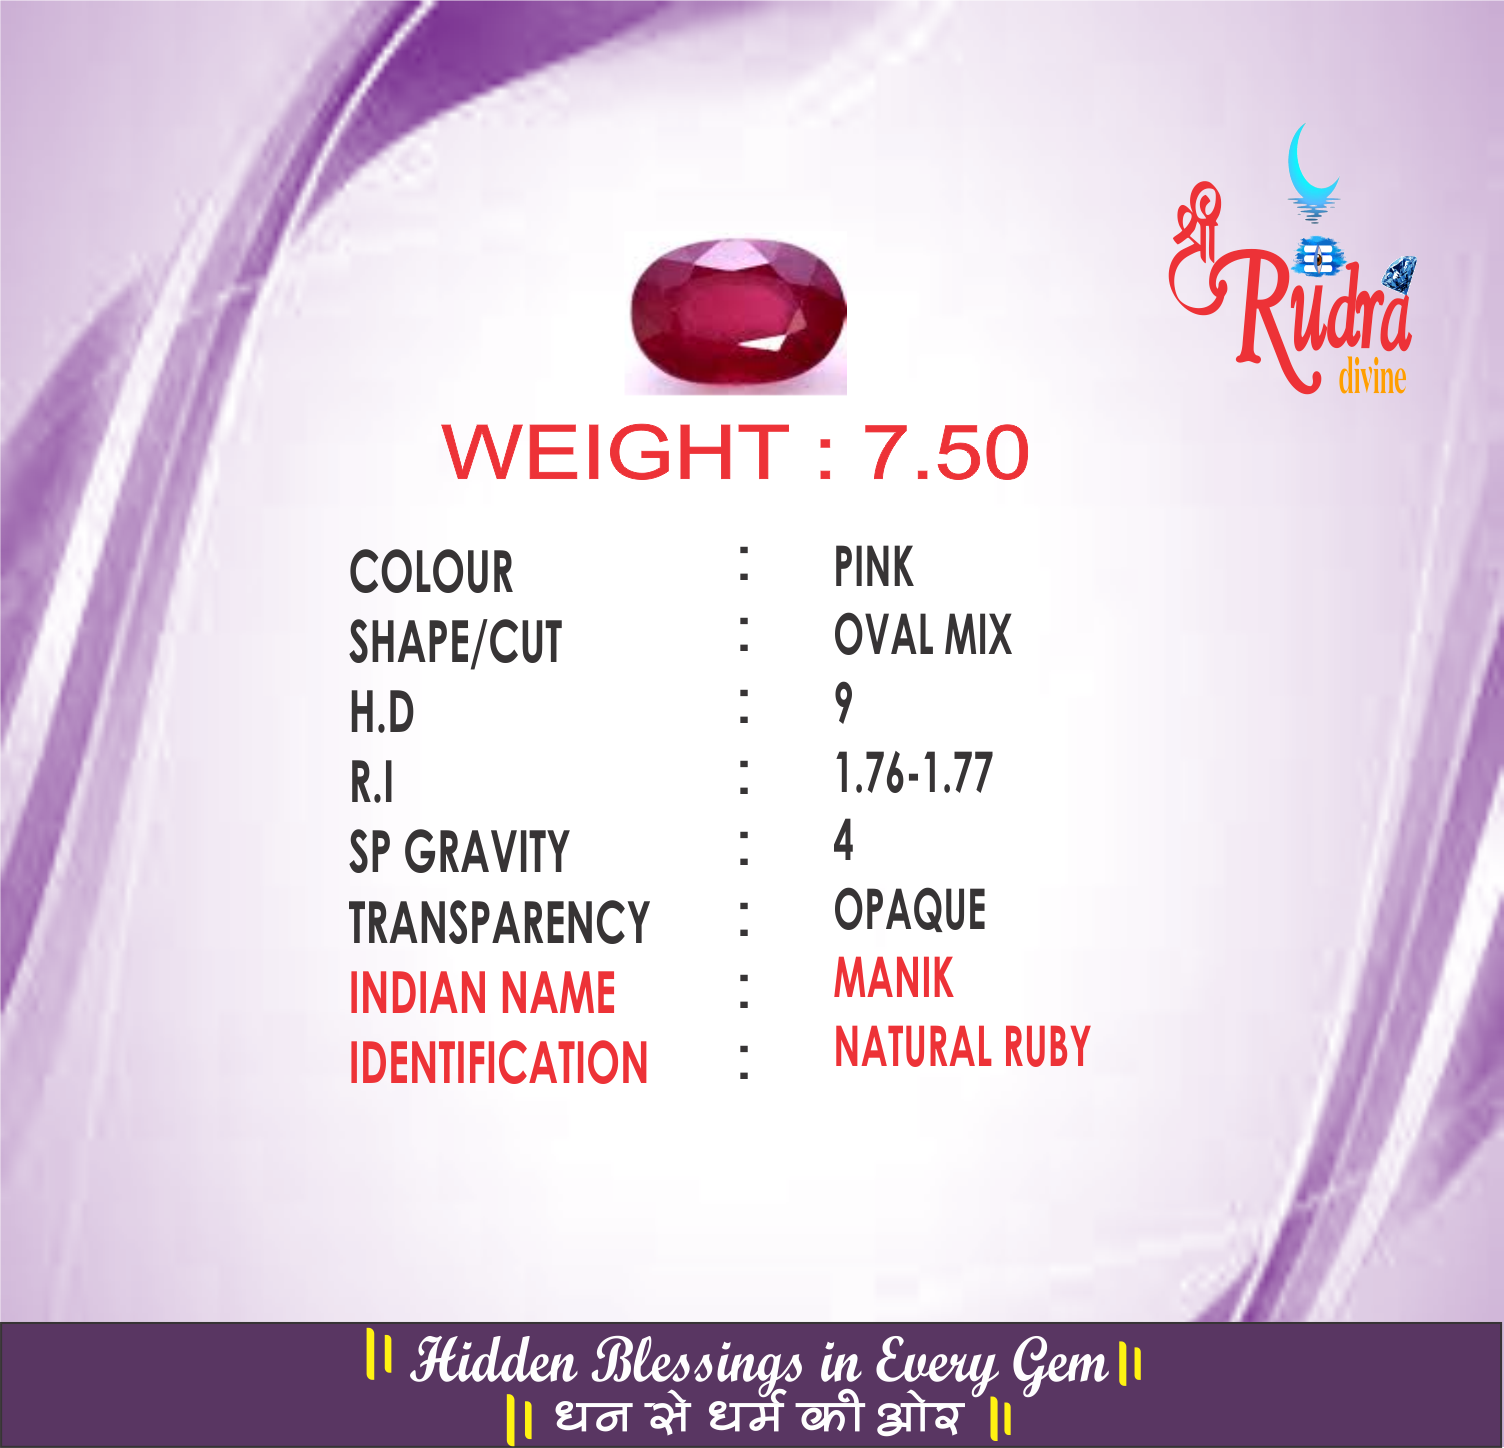 श्री
Rudra
divine
WEIGHT : 7.50
COLOUR : PINK
SHAPE/CUT : OVAL MIX
H.D : 9
R.I : 1.76-1.77
SP GRAVITY : 4
TRANSPARENCY : OPAQUE
INDIAN NAME : MANIK
IDENTIFICATION : NATURAL RUBY
|| Hidden Blessings in Every Gem ||
|| धन से धर्म की ओर ||